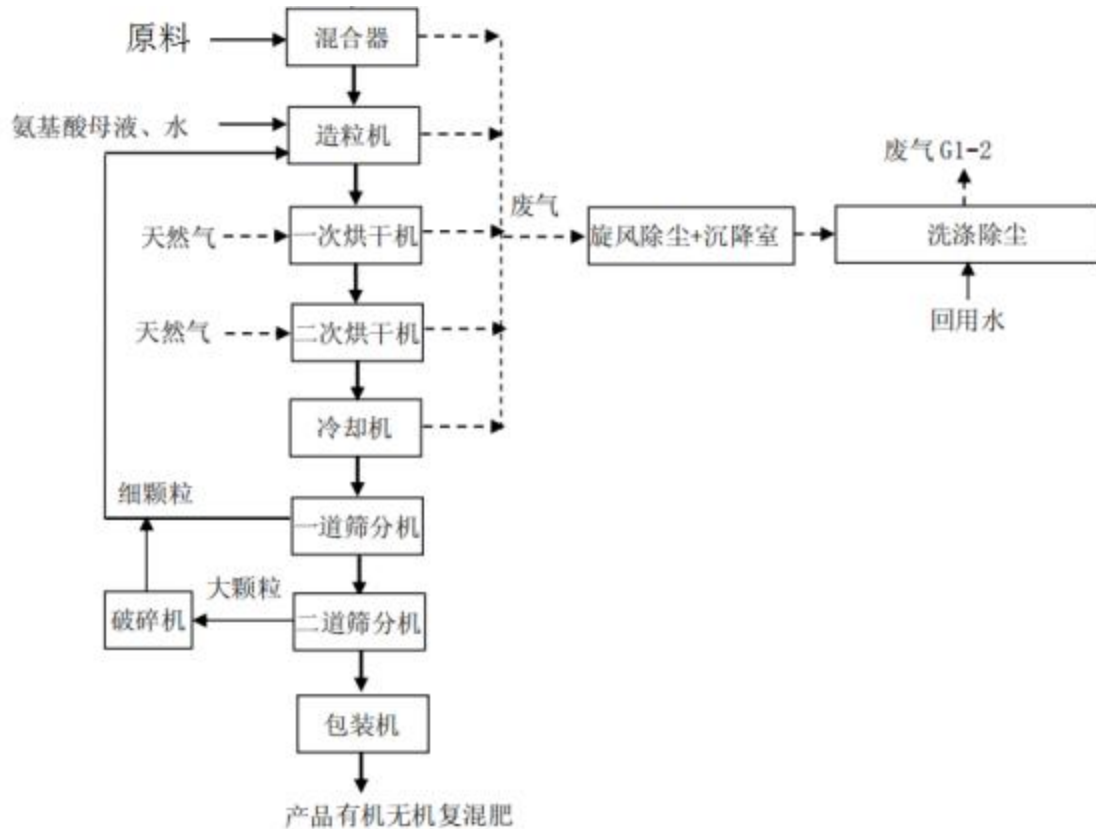 原料
混合器
氨基酸母液、水
造粒机
废气G1-2
天然气
一次烘干机
废气
旋风除尘+沉降室
洗涤除尘
天然气
二次烘干机
回用水
冷却机
细颗粒
一道筛分机
大颗粒
破碎机
二道筛分机
包装机
产品有机无机复混肥